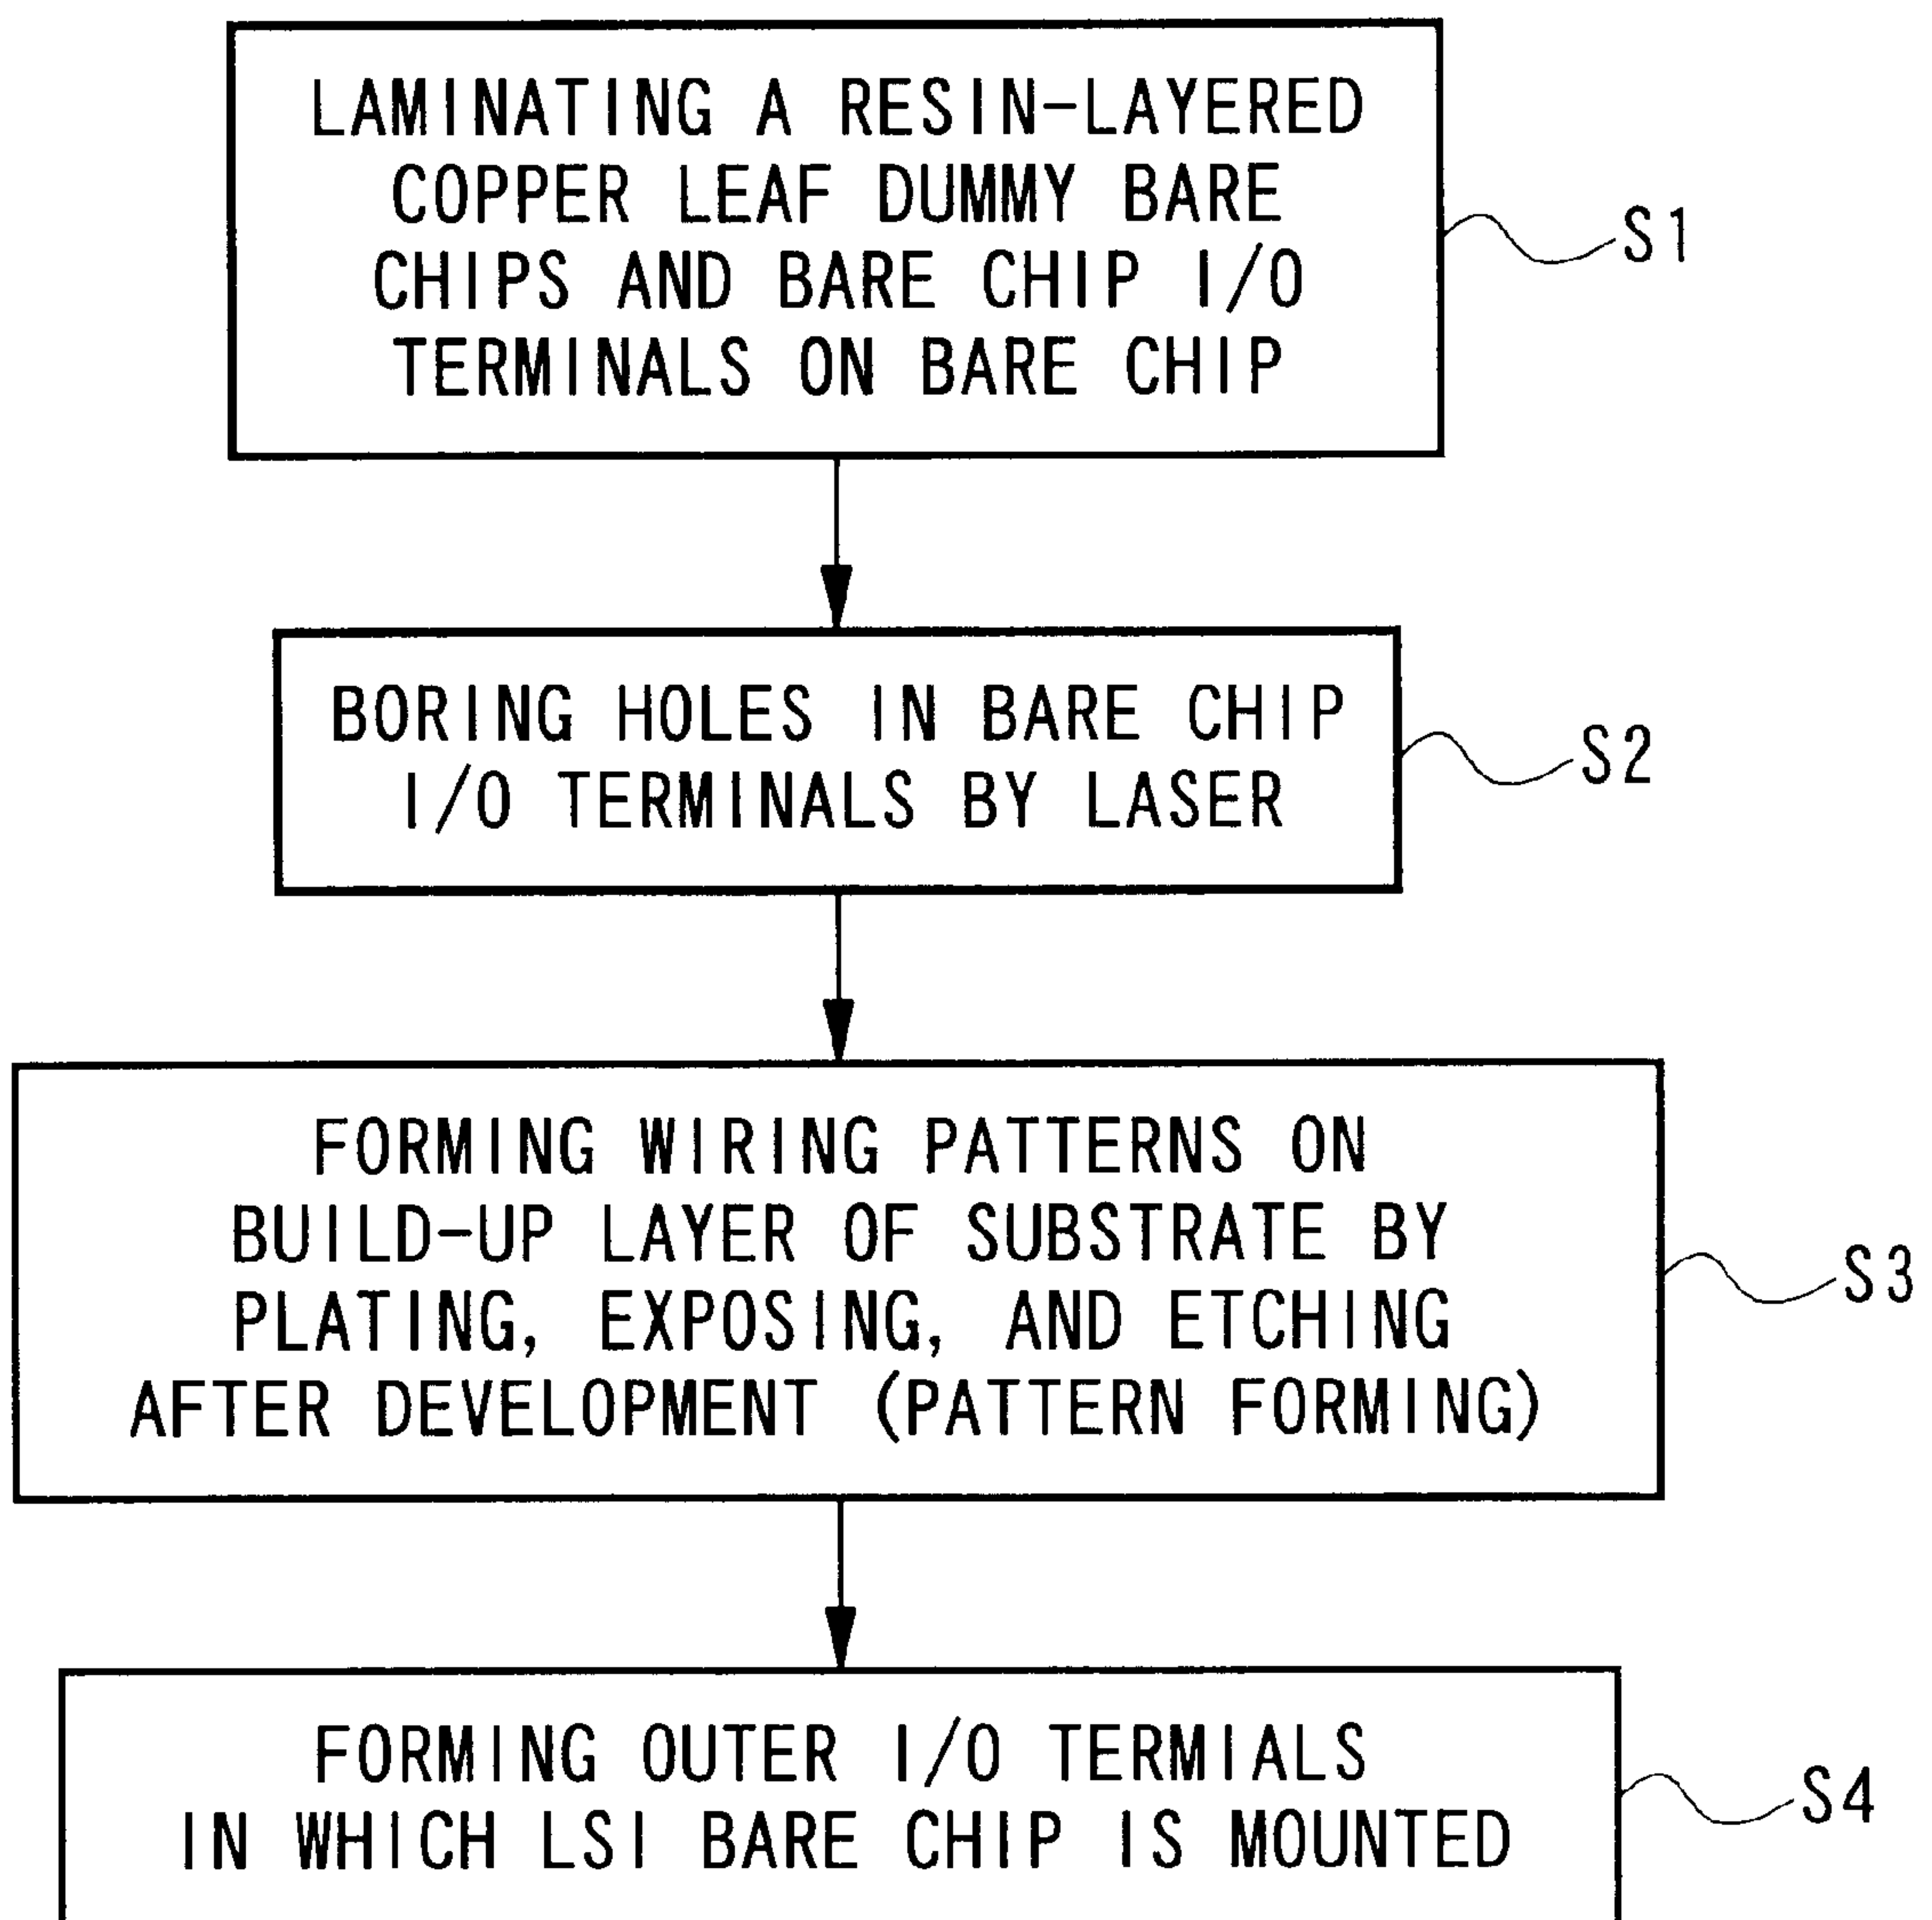 LAMINATING A RESIN-LAYERED
COPPER LEAF DUMMY BARE
CHIPS AND BARE CHIP I/O
TERMINALS ON BARE CHIP
S1
BORING HOLES IN BARE CHIP
I/O TERMINALS BY LASER
S2
FORMING WIRING PATTERNS ON
BUILD-UP LAYER OF SUBSTRATE BY
PLATING, EXPOSING, AND ETCHING
AFTER DEVELOPMENT (PATTERN FORMING)
S3
FORMING OUTER I/O TERMIALS
IN WHICH LSI BARE CHIP IS MOUNTED
S4